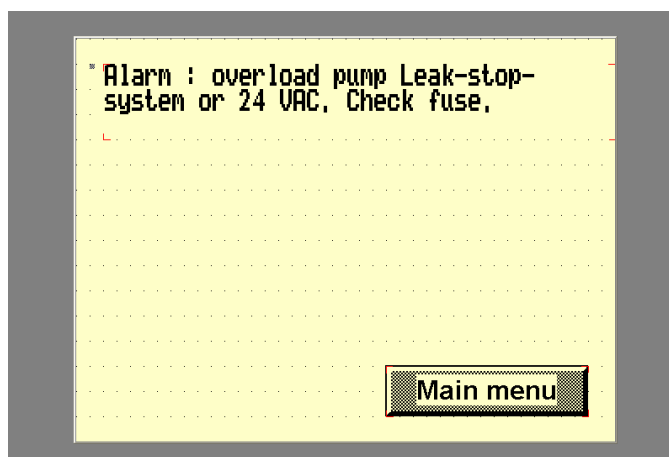 Alarm : overload pump Leak-stop-
system or 24 VAC. Check fuse.
Main menu